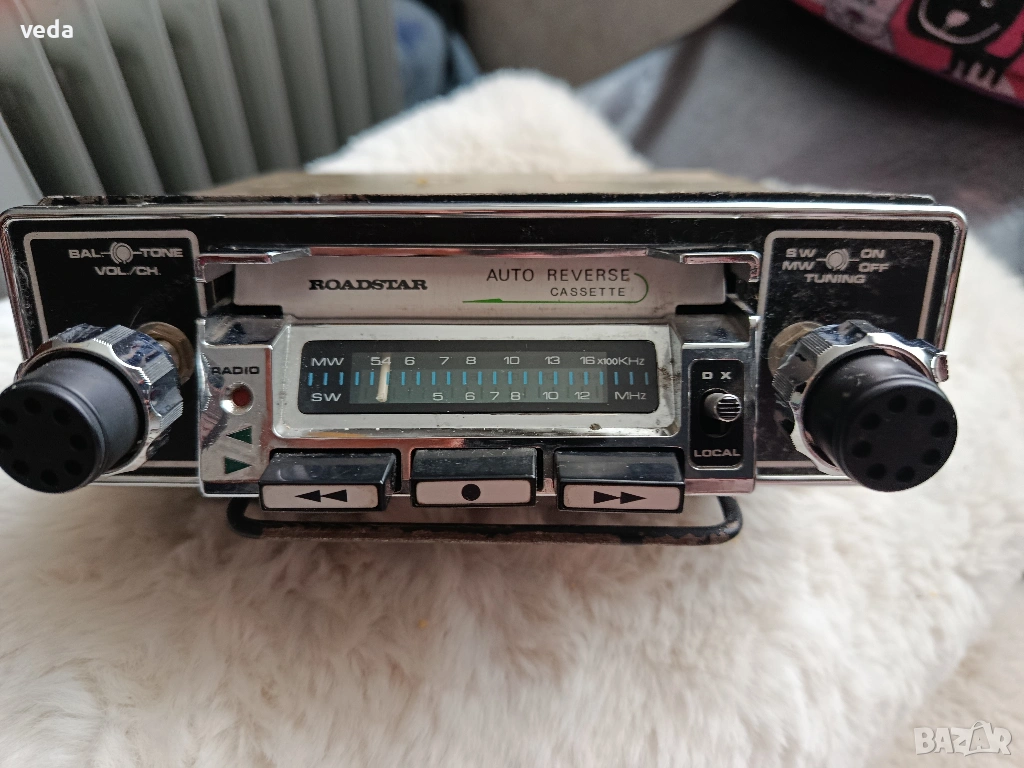 veda
BAL TONE
VOL/CH.
ROADSTAR
AUTO REVERSE
CASSETTE
SW ON
MW OFF
TUNING
RADIO
MW 54 6 7 8 10 13 16 x100KHz
SW 5 6 7 8 10 12 MHz
DX
LOCAL
BAZAR